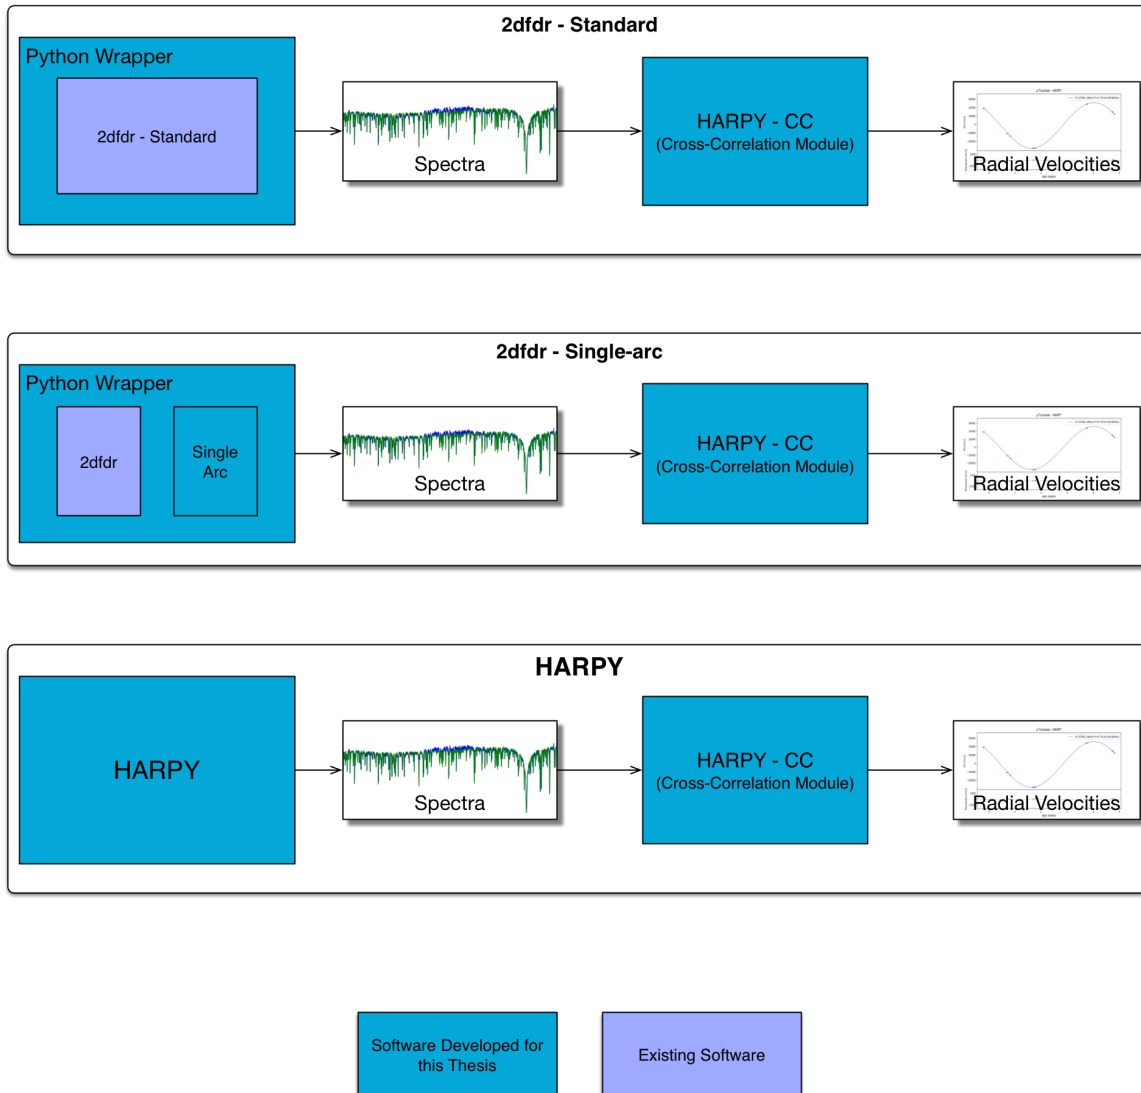 2dfdr - Standard
Python Wrapper
2dfdr - Standard
Spectra
HARPY - CC
(Cross-Correlation Module)
Radial Velocities
2dfdr - Single-arc
Python Wrapper
2dfdr
Single
Arc
Spectra
HARPY - CC
(Cross-Correlation Module)
Radial Velocities
HARPY
HARPY
Spectra
HARPY - CC
(Cross-Correlation Module)
Radial Velocities
Software Developed for
this Thesis
Existing Software